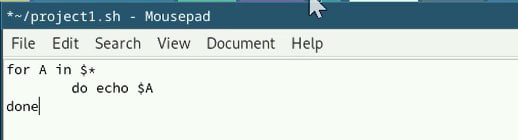 *~/project1.sh - Mousepad
File Edit Search View Document Help
for A in $*
        do echo $A
done